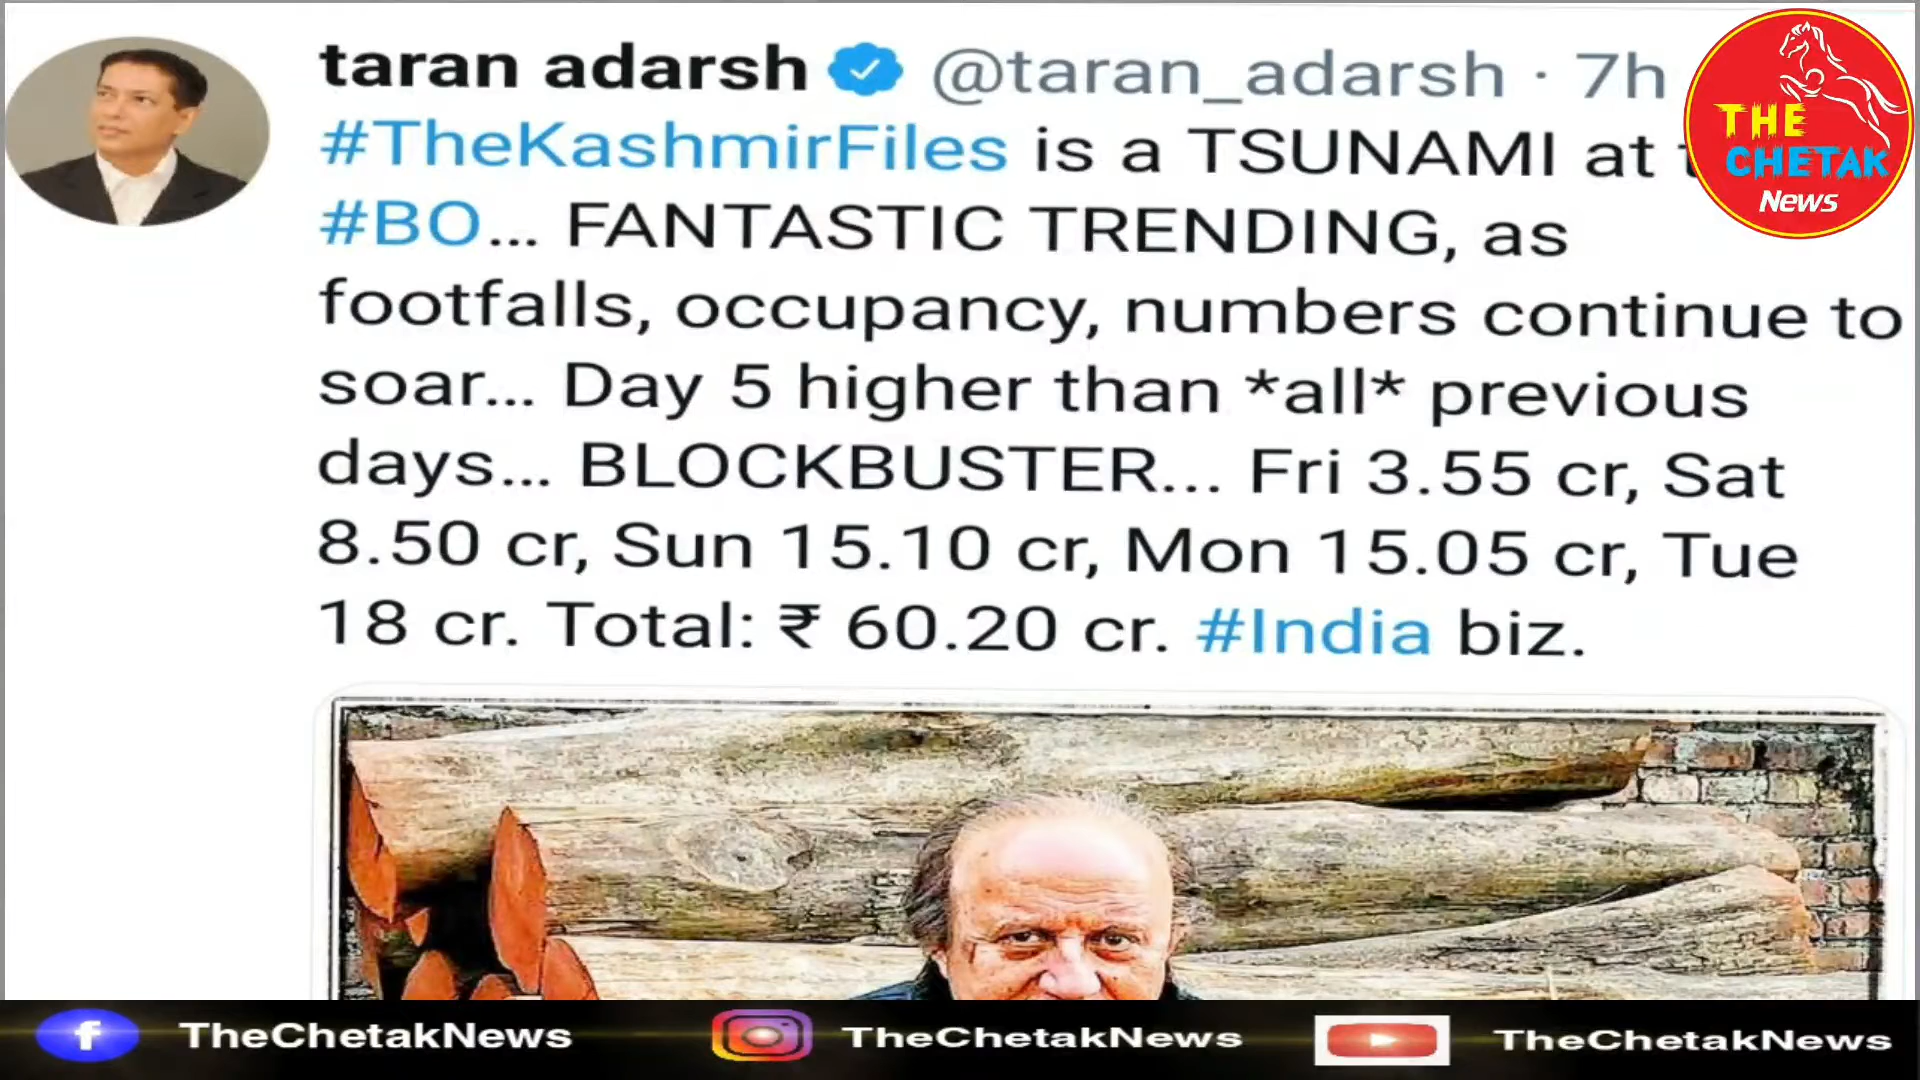 taran adarsh @taran_adarsh · 7h
#TheKashmirFiles is a TSUNAMI at
#BO... FANTASTIC TRENDING, as
footfalls, occupancy, numbers continue to
soar... Day 5 higher than *all* previous
days... BLOCKBUSTER... Fri 3.55 cr, Sat
8.50 cr, Sun 15.10 cr, Mon 15.05 cr, Tue
18 cr. Total: ₹ 60.20 cr. #India biz.
THE
CHETAK
News
TheChetakNews
TheChetakNews
TheChetakNews